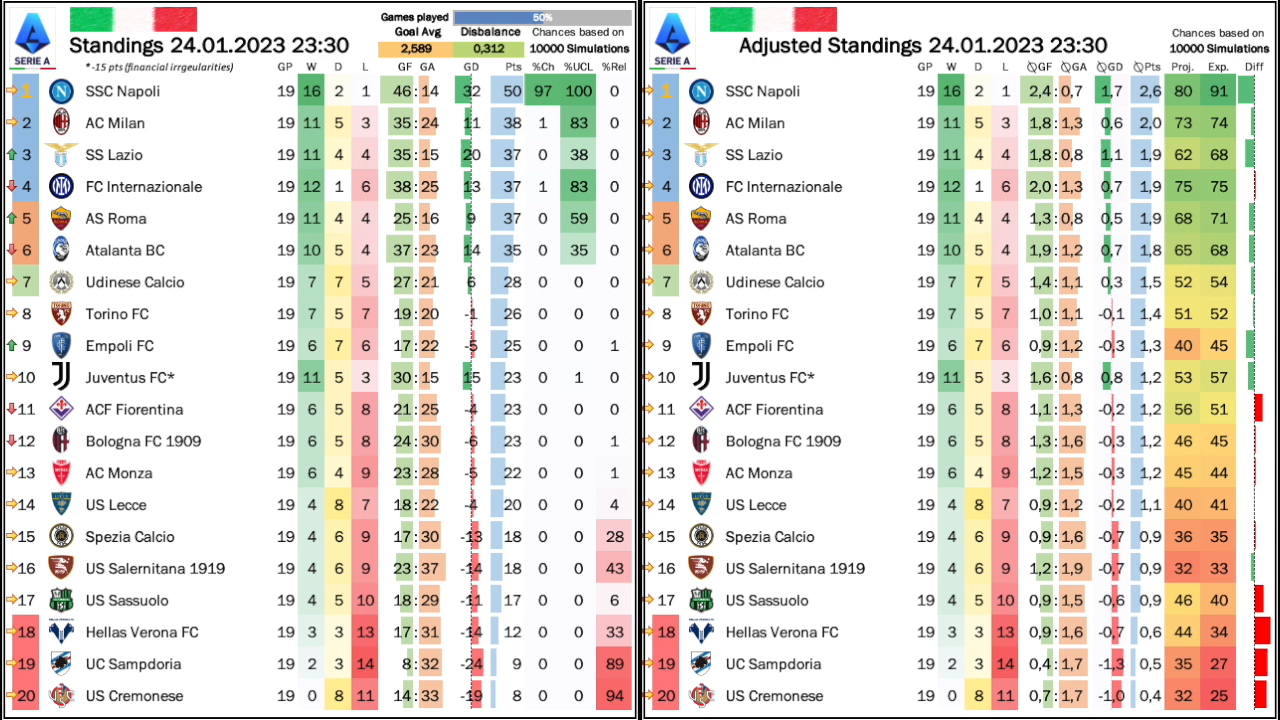 Games played 50%
SERIE A
Standings 24.01.2023 23:30
Goal Avg Disbalance Chances based on
2,589 0,312 10000 Simulations
* -15 pts (financial irrgeularities) GP W D L GF GA GD Pts %Ch %UCL %Rel
1 SSC Napoli 19 16 2 1 46 : 14 32 50 97 100 0
2 AC Milan 19 11 5 3 35 : 24 11 38 1 83 0
3 SS Lazio 19 11 4 4 35 : 15 20 37 0 38 0
4 FC Internazionale 19 12 1 6 38 : 25 13 37 1 83 0
5 AS Roma 19 11 4 4 25 : 16 9 37 0 59 0
6 Atalanta BC 19 10 5 4 37 : 23 14 35 0 35 0
7 Udinese Calcio 19 7 7 5 27 : 21 6 28 0 0 0
8 Torino FC 19 7 5 7 19 : 20 -1 26 0 0 0
9 Empoli FC 19 6 7 6 17 : 22 -5 25 0 0 1
10 Juventus FC* 19 11 5 3 30 : 15 15 23 0 1 0
11 ACF Fiorentina 19 6 5 8 21 : 25 -4 23 0 0 0
12 Bologna FC 1909 19 6 5 8 24 : 30 -6 23 0 0 1
13 AC Monza 19 6 4 9 23 : 28 -5 22 0 0 1
14 US Lecce 19 4 8 7 18 : 22 -4 20 0 0 4
15 Spezia Calcio 19 4 6 9 17 : 30 -13 18 0 0 28
16 US Salernitana 1919 19 4 6 9 23 : 37 -14 18 0 0 43
17 US Sassuolo 19 4 5 10 18 : 29 -11 17 0 0 6
18 Hellas Verona FC 19 3 3 13 17 : 31 -14 12 0 0 33
19 UC Sampdoria 19 2 3 14 8 : 32 -24 9 0 0 89
20 US Cremonese 19 0 8 11 14 : 33 -19 8 0 0 94
SERIE A
Adjusted Standings 24.01.2023 23:30
Chances based on
10000 Simulations
GP W D L ∅GF ∅GA ∅GD ∅Pts Proj. Exp. Diff
1 SSC Napoli 19 16 2 1 2,4 : 0,7 1,7 2,6 80 91
2 AC Milan 19 11 5 3 1,8 : 1,3 0,6 2,0 73 74
3 SS Lazio 19 11 4 4 1,8 : 0,8 1,1 1,9 62 68
4 FC Internazionale 19 12 1 6 2,0 : 1,3 0,7 1,9 75 75
5 AS Roma 19 11 4 4 1,3 : 0,8 0,5 1,9 68 71
6 Atalanta BC 19 10 5 4 1,9 : 1,2 0,7 1,8 65 68
7 Udinese Calcio 19 7 7 5 1,4 : 1,1 0,3 1,5 52 54
8 Torino FC 19 7 5 7 1,0 : 1,1 -0,1 1,4 51 52
9 Empoli FC 19 6 7 6 0,9 : 1,2 -0,3 1,3 40 45
10 Juventus FC* 19 11 5 3 1,6 : 0,8 0,8 1,2 53 57
11 ACF Fiorentina 19 6 5 8 1,1 : 1,3 -0,2 1,2 56 51
12 Bologna FC 1909 19 6 5 8 1,3 : 1,6 -0,3 1,2 46 45
13 AC Monza 19 6 4 9 1,2 : 1,5 -0,3 1,2 45 44
14 US Lecce 19 4 8 7 0,9 : 1,2 -0,2 1,1 40 41
15 Spezia Calcio 19 4 6 9 0,9 : 1,6 -0,7 0,9 36 35
16 US Salernitana 1919 19 4 6 9 1,2 : 1,9 -0,7 0,9 32 33
17 US Sassuolo 19 4 5 10 0,9 : 1,5 -0,6 0,9 46 40
18 Hellas Verona FC 19 3 3 13 0,9 : 1,6 -0,7 0,6 44 34
19 UC Sampdoria 19 2 3 14 0,4 : 1,7 -1,3 0,5 35 27
20 US Cremonese 19 0 8 11 0,7 : 1,7 -1,0 0,4 32 25